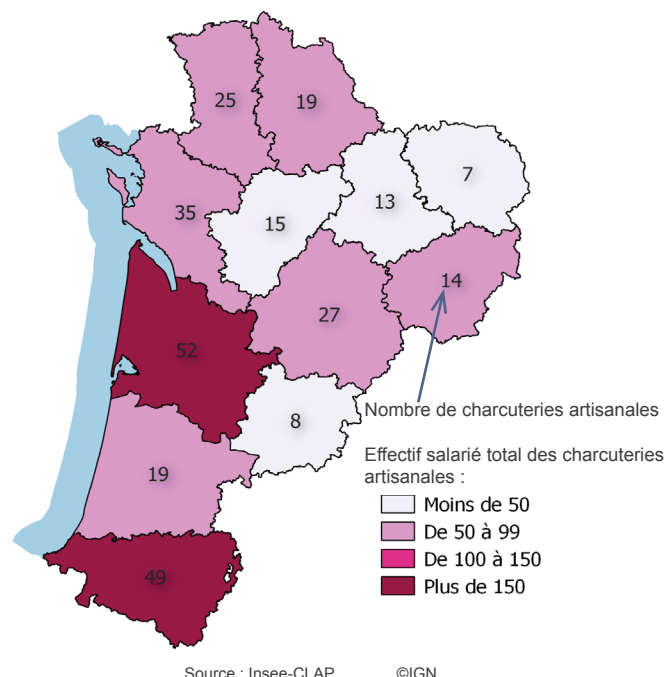 25
19
7
13
35
15
14
27
52
8
Nombre de charcuteries artisanales
Effectif salarié total des charcuteries
artisanales :
19
Moins de 50
De 50 à 99
De 100 à 150
Plus de 150
49
Source : Insee-CLAP ©IGN